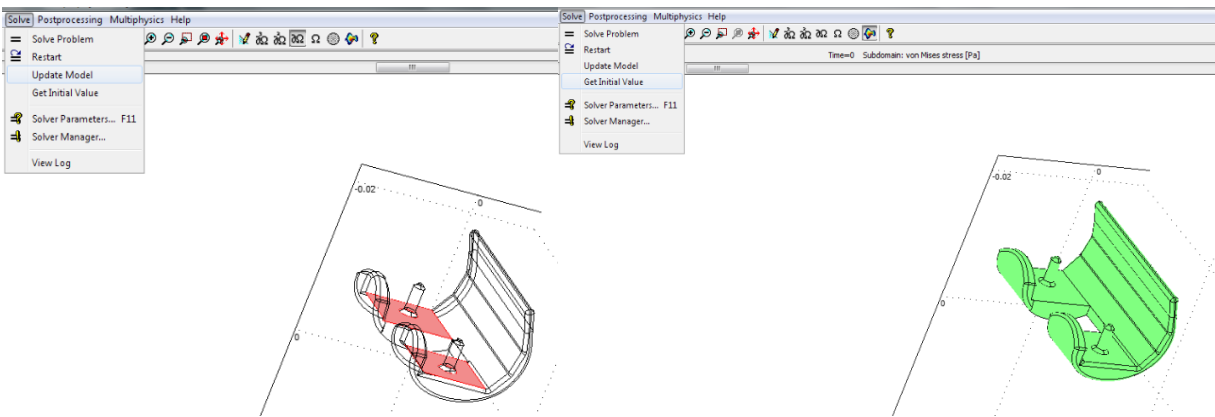 Solve Postprocessing Multiphysics Help
Solve Problem
Restart
Update Model
Get Initial Value
Solver Parameters... F11
Solver Manager...
View Log
-0.02
0
0
Solve Postprocessing Multiphysics Help
Solve Problem
Restart
Update Model
Get Initial Value
Solver Parameters... F11
Solver Manager...
View Log
Time=0 Subdomain: von Mises stress [Pa]
-0.02
0
0